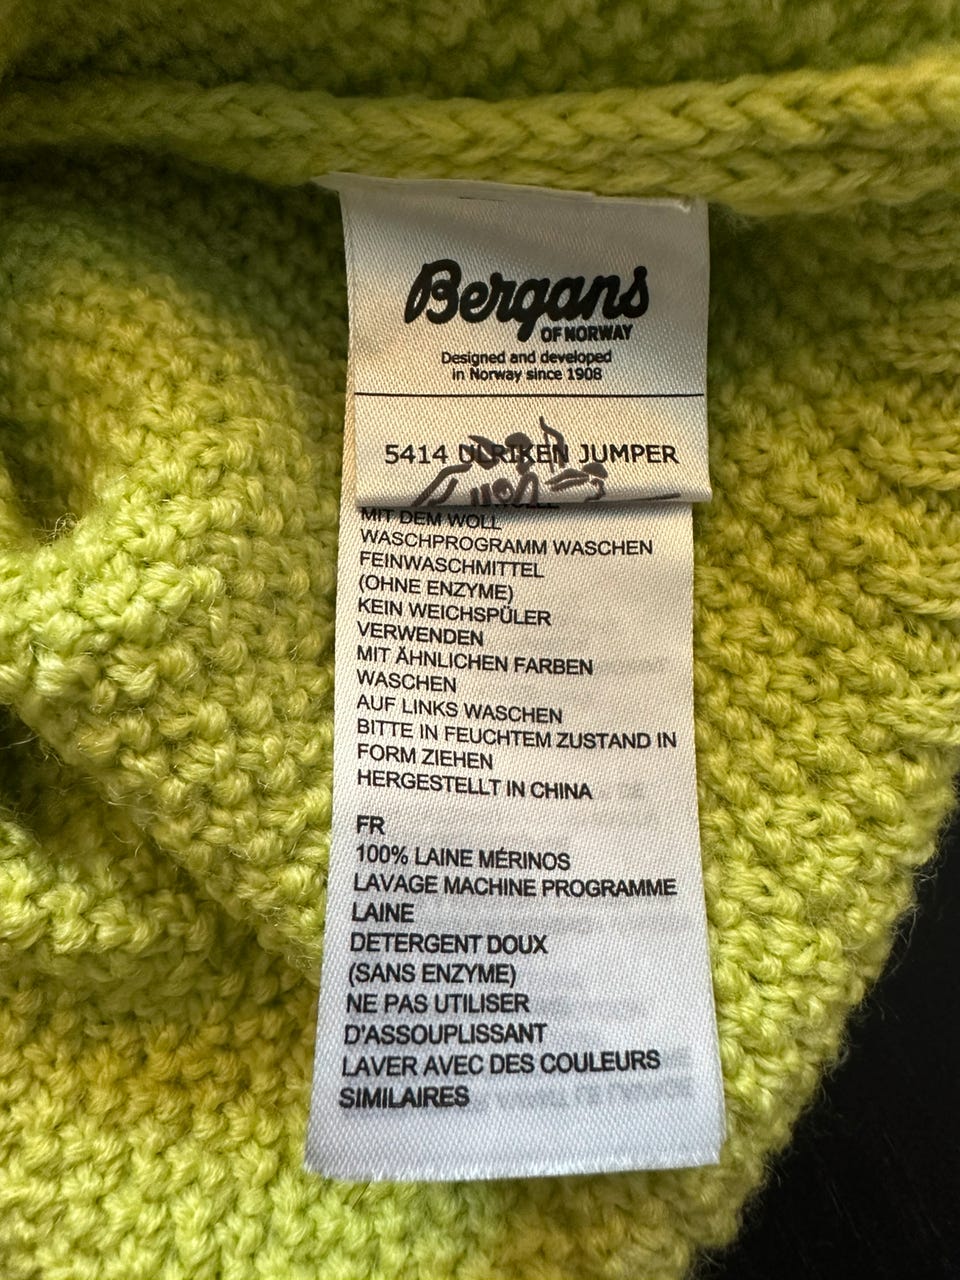 Bergans
OF NORWAY
Designed and developed
in Norway since 1908
5414 ULRIKEN JUMPER
MIT DEM WOLL
WASCHPROGRAMM WASCHEN
FEINWASCHMITTEL
(OHNE ENZYME)
KEIN WEICHSPÜLER
VERWENDEN
MIT ÄHNLICHEN FARBEN
WASCHEN
AUF LINKS WASCHEN
BITTE IN FEUCHTEM ZUSTAND IN
FORM ZIEHEN
HERGESTELLT IN CHINA
FR
100% LAINE MÉRINOS
LAVAGE MACHINE PROGRAMME
LAINE
DETERGENT DOUX
(SANS ENZYME)
NE PAS UTILISER
D'ASSOUPLISSANT
LAVER AVEC DES COULEURS
SIMILAIRES